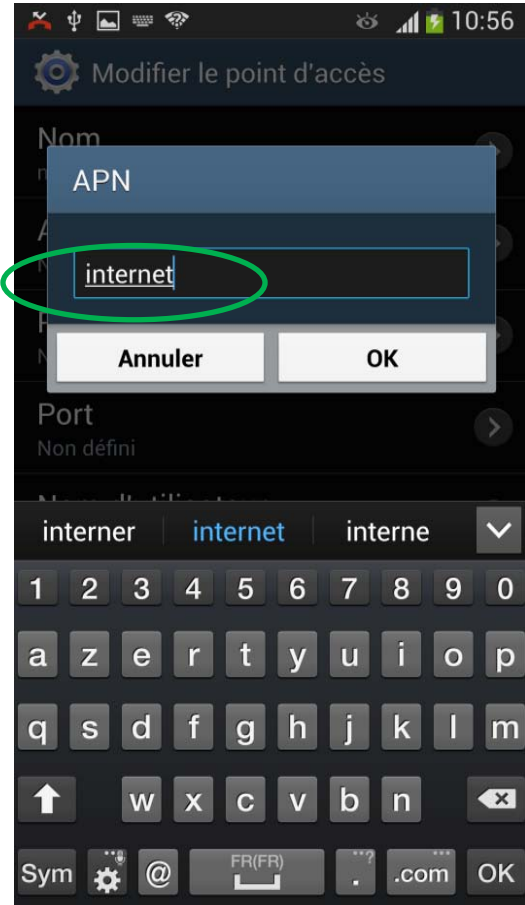 10:56
Modifier le point d'accès
Nom
APN
internet
Annuler OK
Port
Non défini
interner internet interne
1 2 3 4 5 6 7 8 9 0
a z e r t y u i o p
q s d f g h j k l m
w x c v b n
Sym @ FR(FR) . ? .com OK